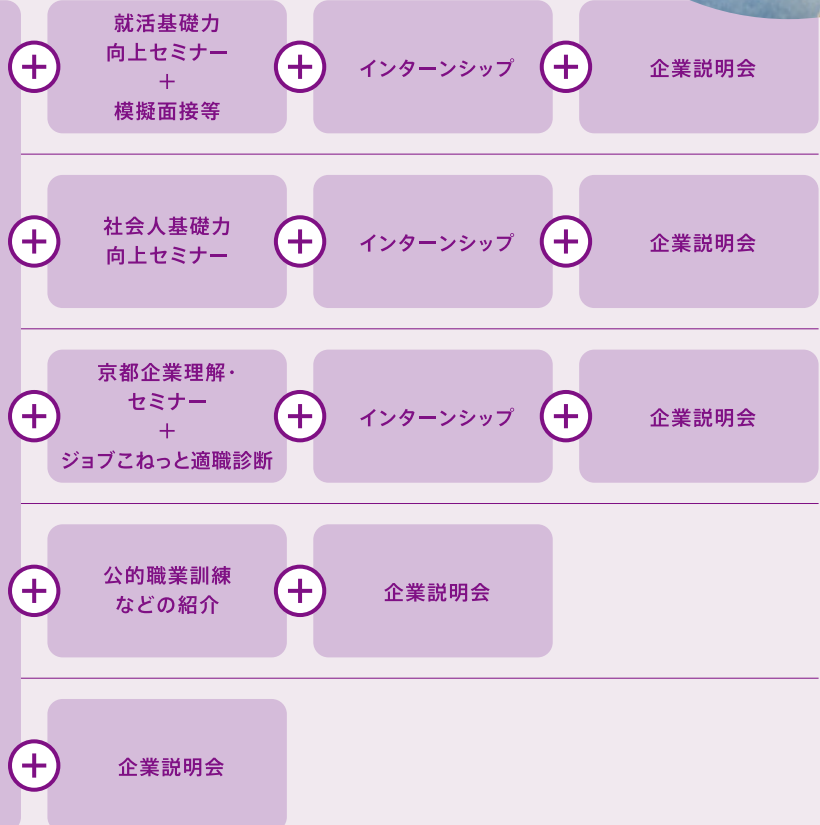 就活基礎力
向上セミナー
＋
模擬面接等
インターンシップ
企業説明会
社会人基礎力
向上セミナー
インターンシップ
企業説明会
京都企業理解・
セミナー
＋
ジョブこねっと適職診断
インターンシップ
企業説明会
公的職業訓練
などの紹介
企業説明会
企業説明会